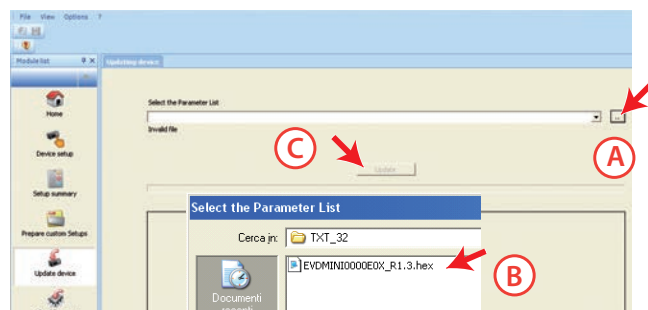 File View Options ?
Module list
Updating device
Home
Device setup
Setup summary
Prepare custom Setups
Update device
Select the Parameter List
..
Invalid file
Update
A
C
Select the Parameter List
Cerca in:
TXT_32
EVDMINI0000E0X_R1.3.hex
B
Documenti
recenti